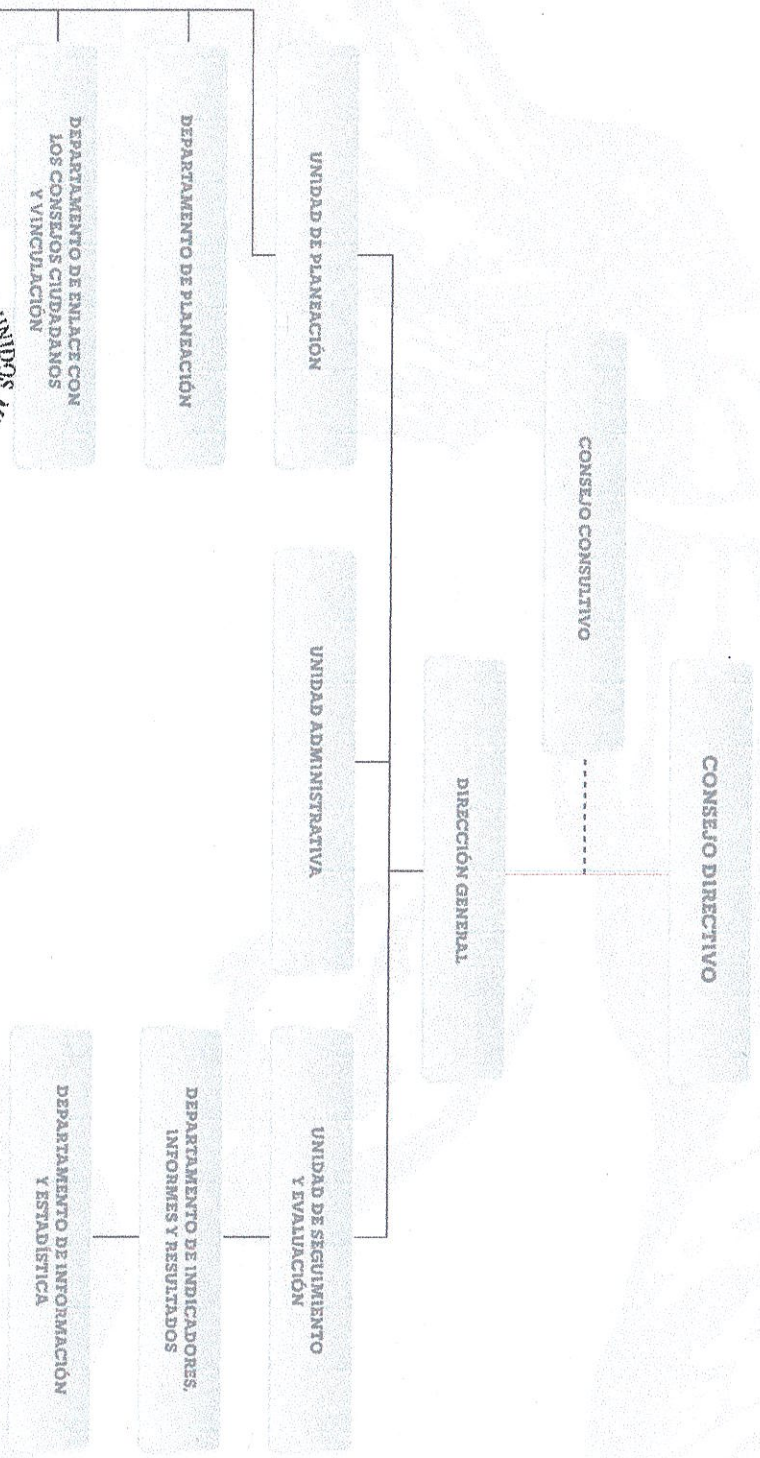 CONSEJO DIRECTIVO
CONSEJO CONSULTIVO
DIRECCIÓN GENERAL
UNIDAD DE PLANEACIÓN
UNIDAD ADMINISTRATIVA
UNIDAD DE SEGUIMIENTO
Y EVALUACIÓN
DEPARTAMENTO DE PLANEACIÓN
DEPARTAMENTO DE INDICADORES,
INFORMES Y RESULTADOS
DEPARTAMENTO DE ENLACE CON
LOS CONSEJOS CIUDADANOS
Y VINCULACIÓN
DEPARTAMENTO DE INFORMACIÓN
Y ESTADÍSTICA
UNIDOS